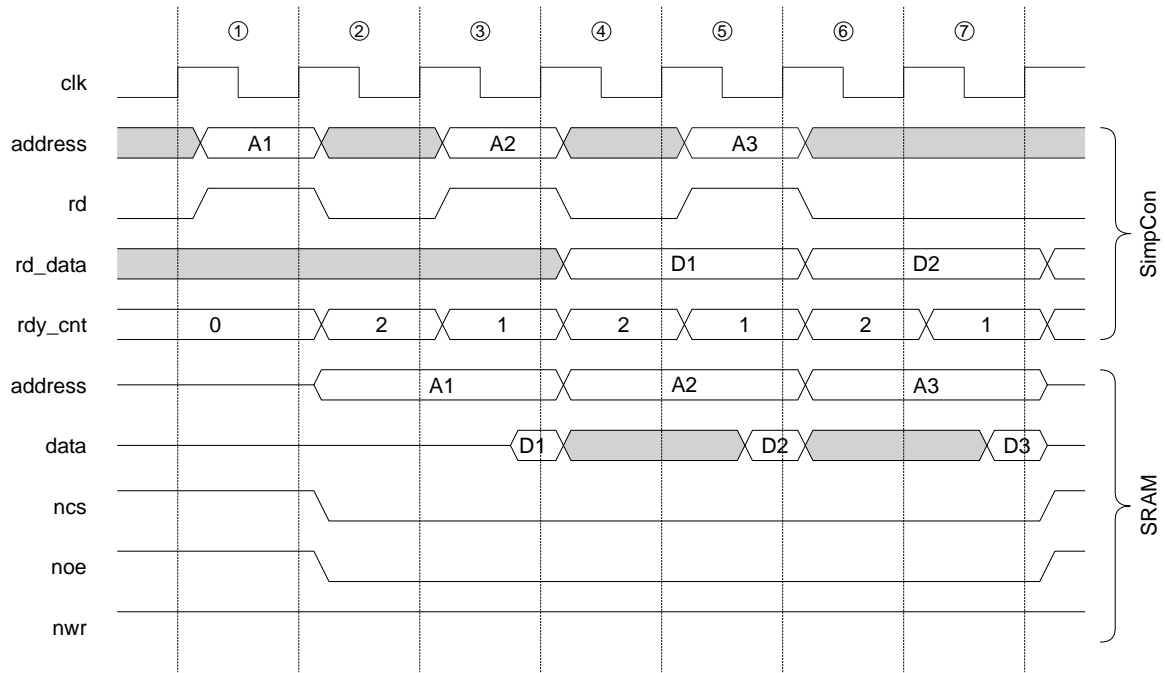 ① ② ③ ④ ⑤ ⑥ ⑦
clk
address A1 A2 A3
rd
rd_data D1 D2
rdy_cnt 0 2 1 2 1 2 1
SimpCon
address A1 A2 A3
data D1 D2 D3
ncs
noe
nwr
SRAM